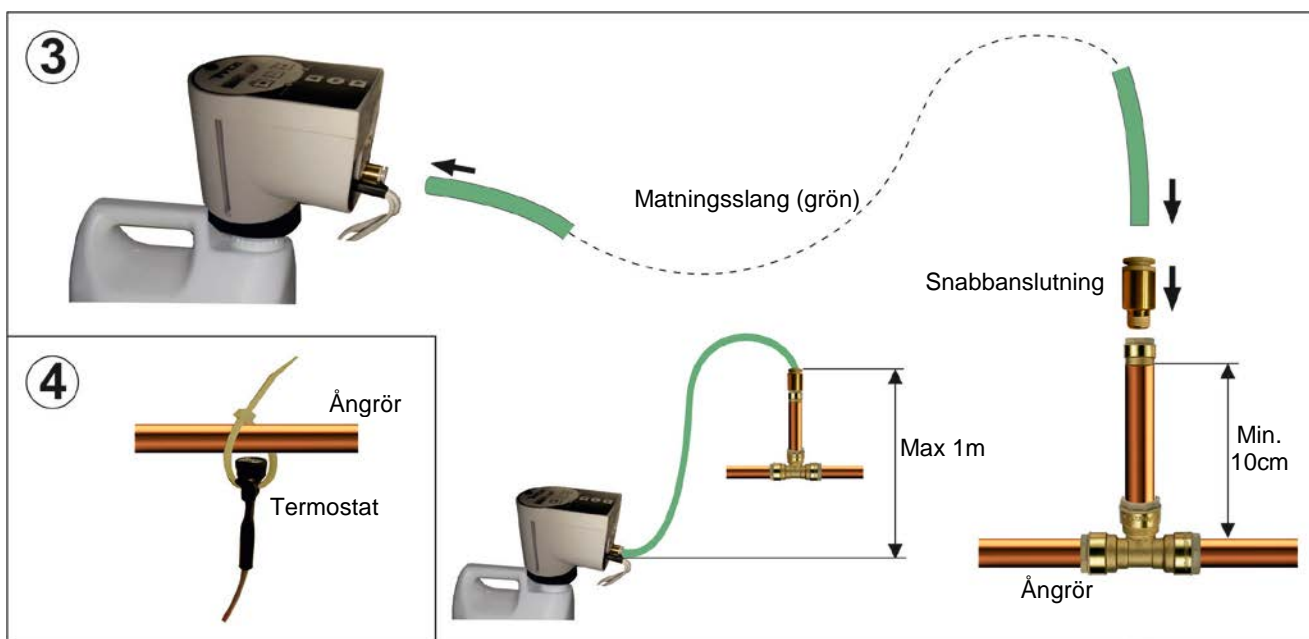 3
Matningsslang (grön)
Snabbanslutning
4
Ångrör
Termostat
Max 1m
Min.
10cm
Ångrör